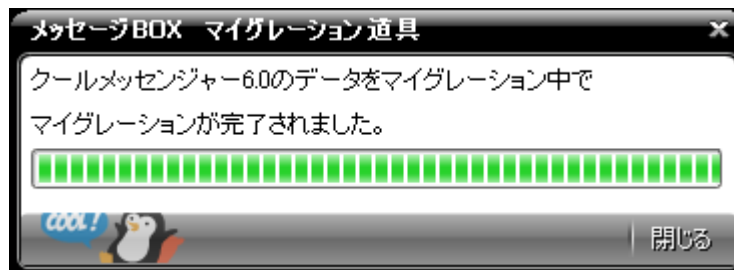 メッセージBOX マイグレーション道具
クールメッセンジャー6.0のデータをマイグレーション中で
マイグレーションが完了されました。
COOL!
閉じる